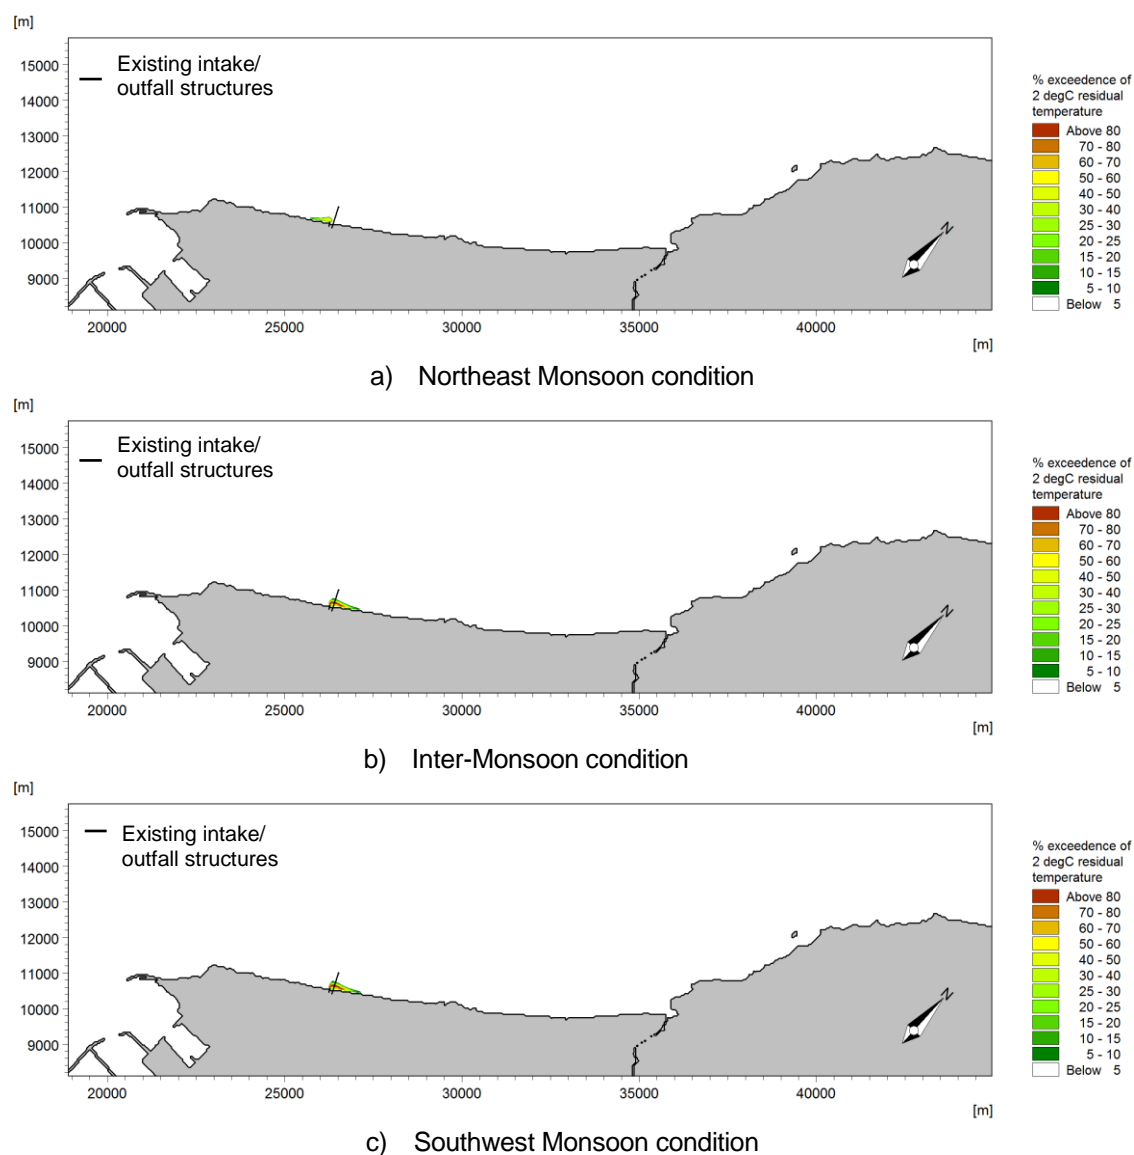 [m]
15000
14000
13000
12000
11000
10000
9000
Existing intake/
outfall structures
% exceedence of
2 degC residual
temperature
Above 80
70 - 80
60 - 70
50 - 60
40 - 50
30 - 40
25 - 30
20 - 25
15 - 20
10 - 15
5 - 10
Below 5
N
20000 25000 30000 35000 40000
[m]
a) Northeast Monsoon condition
[m]
15000
14000
13000
12000
11000
10000
9000
Existing intake/
outfall structures
% exceedence of
2 degC residual
temperature
Above 80
70 - 80
60 - 70
50 - 60
40 - 50
30 - 40
25 - 30
20 - 25
15 - 20
10 - 15
5 - 10
Below 5
N
20000 25000 30000 35000 40000
[m]
b) Inter-Monsoon condition
[m]
15000
14000
13000
12000
11000
10000
9000
Existing intake/
outfall structures
% exceedence of
2 degC residual
temperature
Above 80
70 - 80
60 - 70
50 - 60
40 - 50
30 - 40
25 - 30
20 - 25
15 - 20
10 - 15
5 - 10
Below 5
N
20000 25000 30000 35000 40000
[m]
c) Southwest Monsoon condition